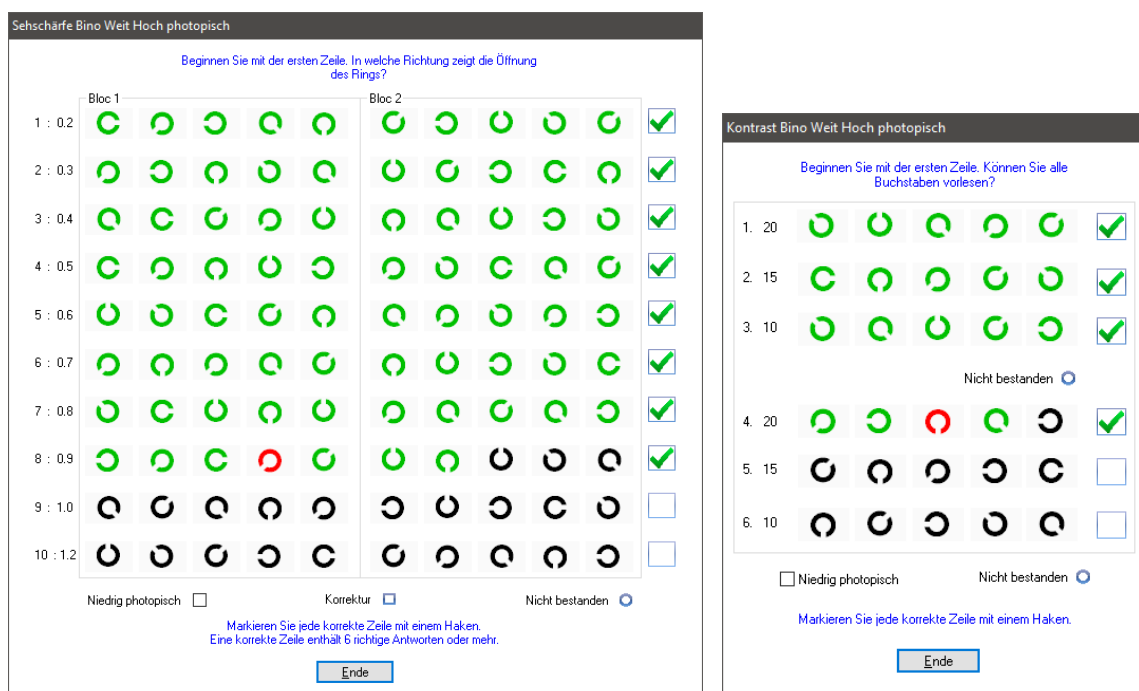 Sehschärfe Bino Weit Hoch photopisch
Beginnen Sie mit der ersten Zeile. In welche Richtung zeigt die Öffnung
des Rings?
Bloc 1
Bloc 2
1 : 0.2
2 : 0.3
3 : 0.4
4 : 0.5
5 : 0.6
6 : 0.7
7 : 0.8
8 : 0.9
9 : 1.0
10 : 1.2
Niedrig photopisch
Korrektur
Nicht bestanden
Markieren Sie jede korrekte Zeile mit einem Haken.
Eine korrekte Zeile enthält 6 richtige Antworten oder mehr.
Ende
Kontrast Bino Weit Hoch photopisch
Beginnen Sie mit der ersten Zeile. Können Sie alle
Buchstaben vorlesen?
1. 20
2. 15
3. 10
Nicht bestanden
4. 20
5. 15
6. 10
Niedrig photopisch
Nicht bestanden
Markieren Sie jede korrekte Zeile mit einem Haken.
Ende